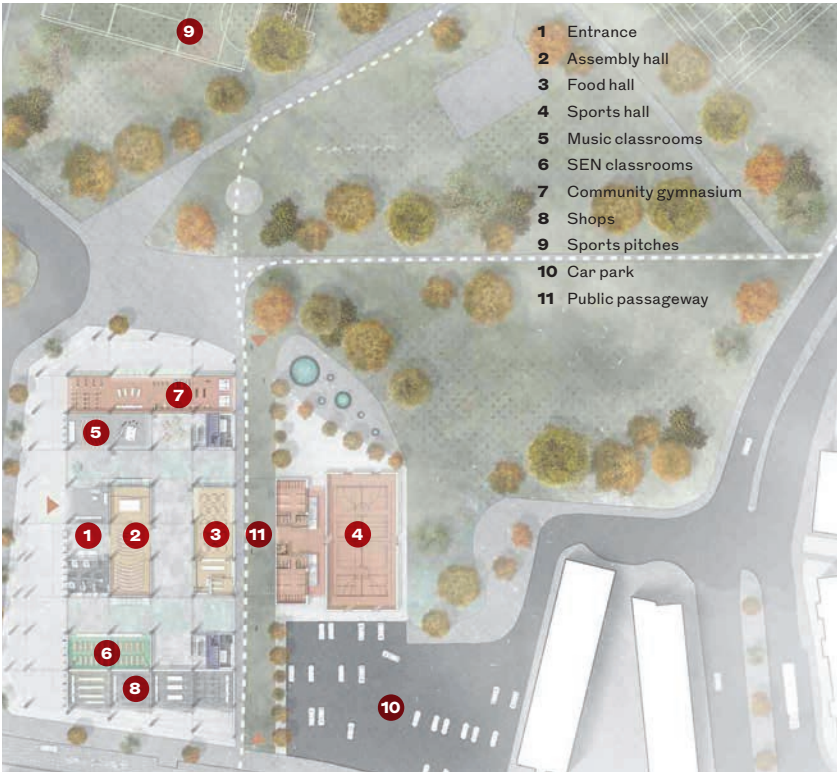 1 Entrance
2 Assembly hall
3 Food hall
4 Sports hall
5 Music classrooms
6 SEN classrooms
7 Community gymnasium
8 Shops
9 Sports pitches
10 Car park
11 Public passageway
9
7
5
1
2
3
11
4
6
8
10